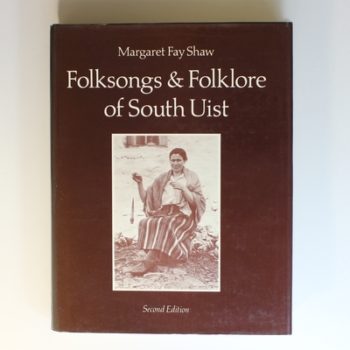 Margaret Fay Shaw
Folksongs & Folklore
of South Uist
Second Edition